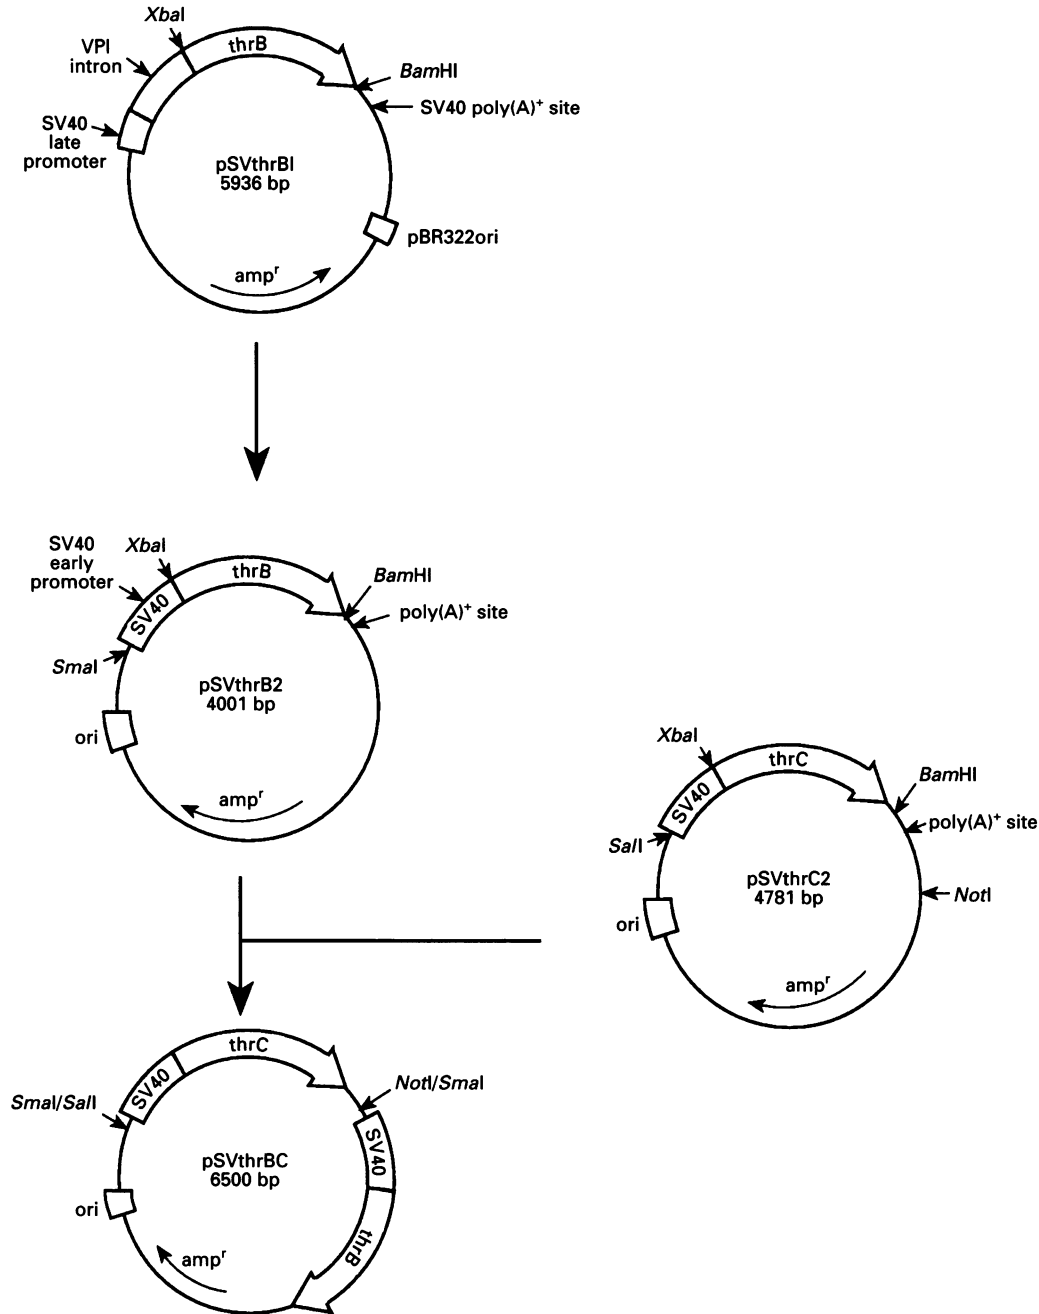 XbaI
VPI
intron
thrB
BamHI
SV40 poly(A)+ site
SV40
late
promoter
pSVthrBI
5936 bp
pBR322ori
ampr
SV40
early
promoter
XbaI
thrB
BamHI
poly(A)+ site
SV40
SmaI
pSVthrB2
4001 bp
ori
ampr
XbaI
thrC
BamHI
poly(A)+ site
SV40
SalI
pSVthrC2
4781 bp
NotI
ori
ampr
thrC
NotI/SmaI
SV40
SmaI/SalI
SV40
pSVthrBC
6500 bp
ori
thrB
ampr